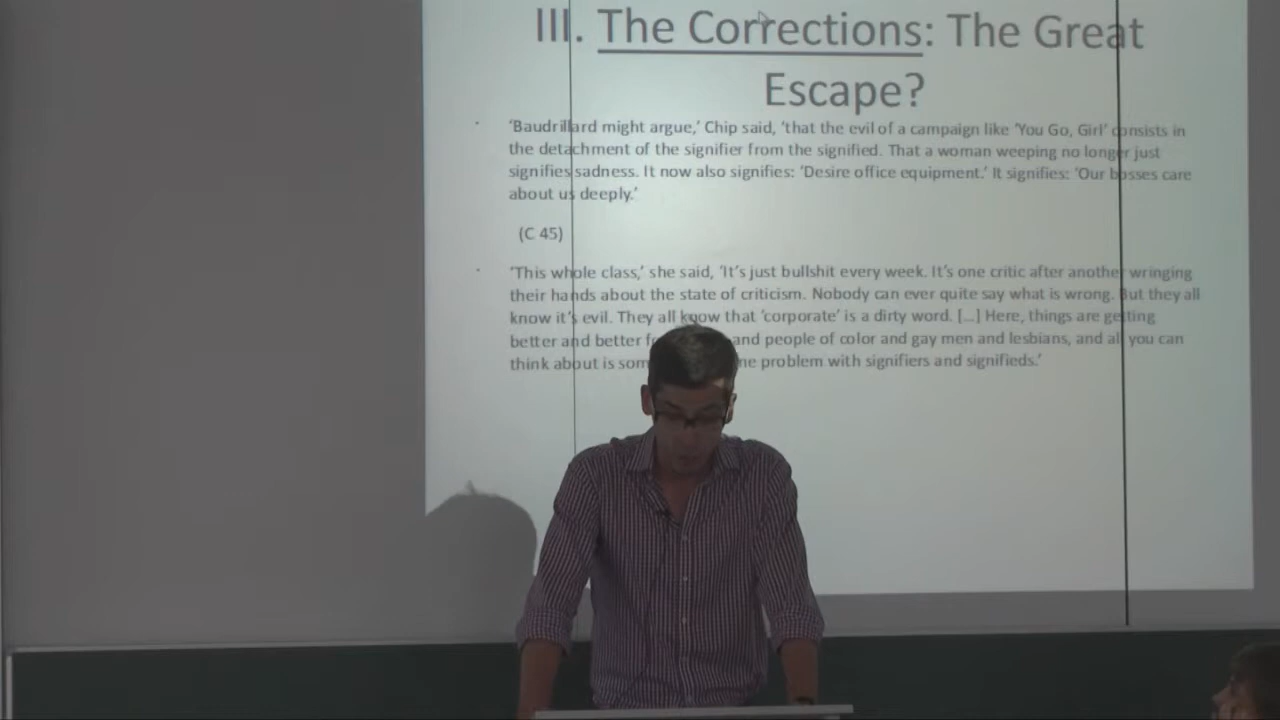 III. The Corrections: The Great
Escape?
'Baudrillard might argue,' Chip said, 'that the evil of a campaign like 'You Go, Girl' consists in
the detachment of the signifier from the signified. That a woman weeping no longer just
signifies sadness. It now also signifies: 'Desire office equipment.' It signifies: 'Our bosses care
about us deeply.'
(C 45)
'This whole class,' she said, 'It's just bullshit every week. It's one critic after another wringing
their hands about the state of criticism. Nobody can ever quite say what is wrong. But they all
know it's evil. They all know that 'corporate' is a dirty word. [...] Here, things are getting
better and better and people of color and gay men and lesbians, and all you can
think about is problem with signifiers and signifieds.'